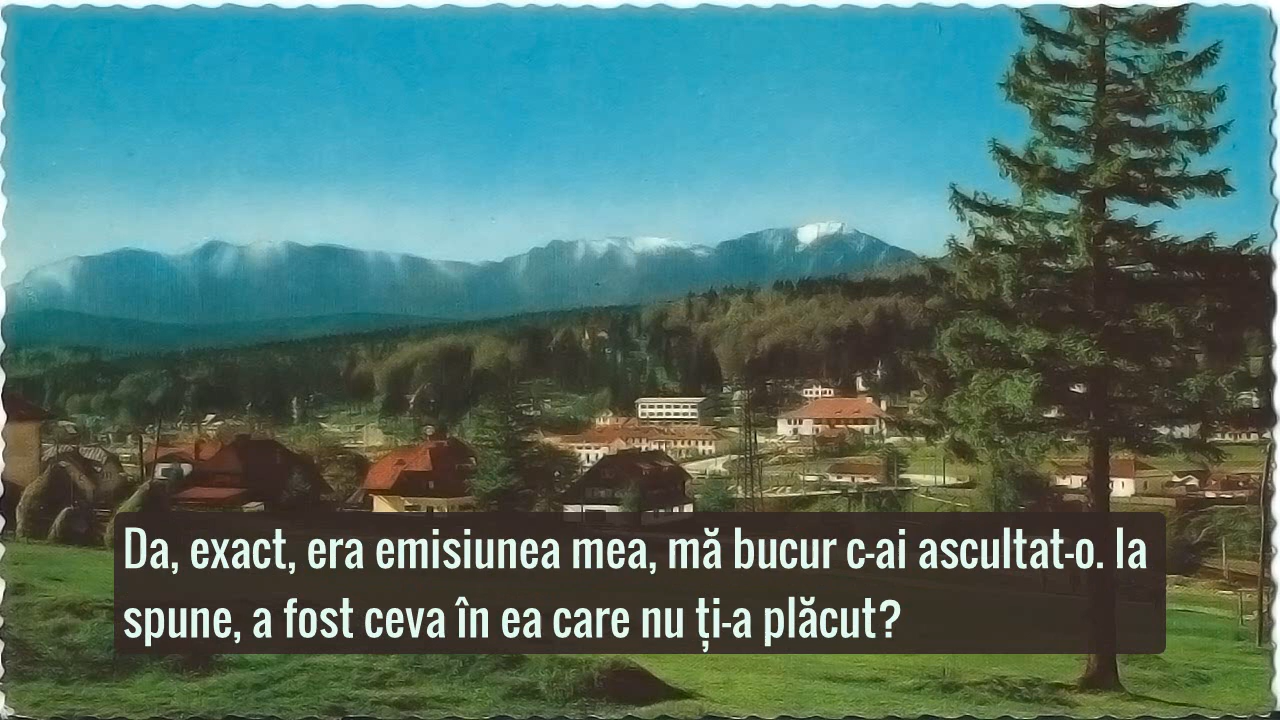 Da, exact, era emisiunea mea, mă bucur c-ai ascultat-o. Ia
spune, a fost ceva în ea care nu ți-a plăcut?